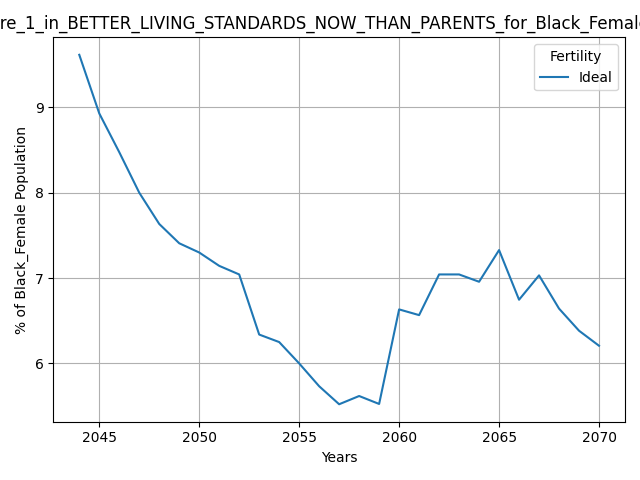 re_1_in_BETTER_LIVING_STANDARDS_NOW_THAN_PARENTS_for_Black_Femal
Fertility
Ideal
% of Black_Female Population
9
8
7
6
2045 2050 2055 2060 2065 2070
Years